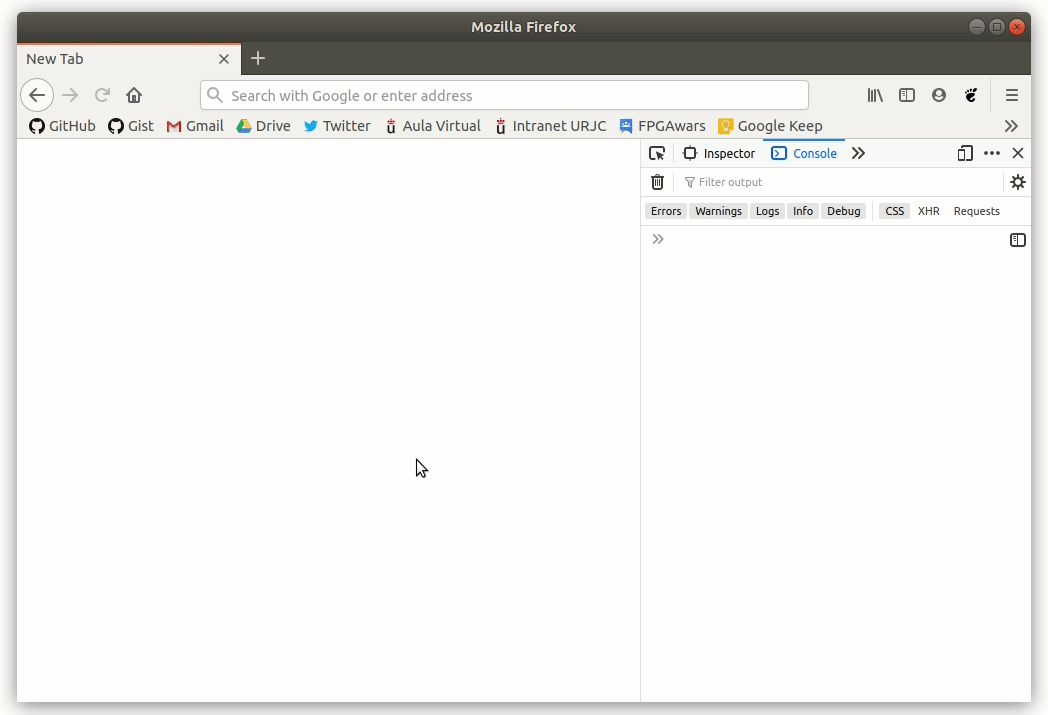 Mozilla Firefox
New Tab
Search with Google or enter address
GitHub Gist Gmail Drive Twitter Aula Virtual Intranet URJC FPGAwars Google Keep
Inspector Console
Filter output
Errors Warnings Logs Info Debug CSS XHR Requests